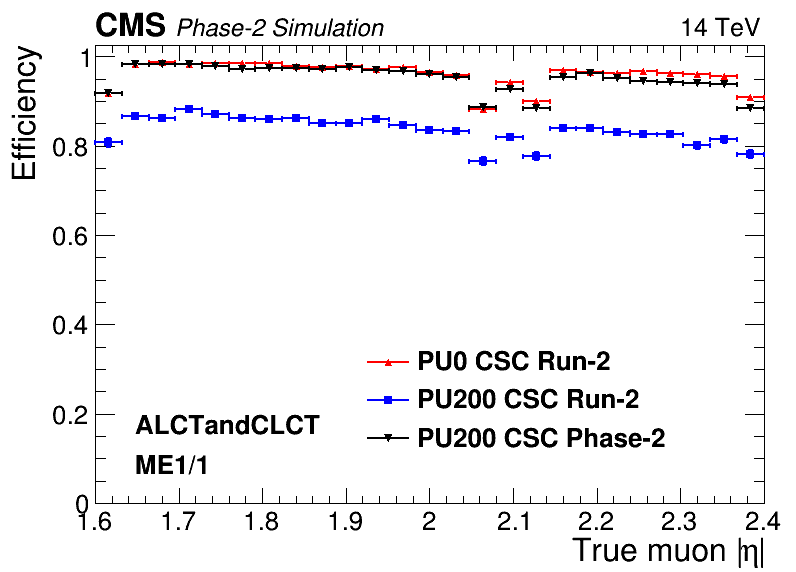 CMS Phase-2 Simulation 14 TeV
Efficiency
1
0.8
0.6
0.4
0.2
0
PU0 CSC Run-2
PU200 CSC Run-2
PU200 CSC Phase-2
ALCTandCLCT
ME1/1
1.6 1.7 1.8 1.9 2 2.1 2.2 2.3 2.4
True muon |η|